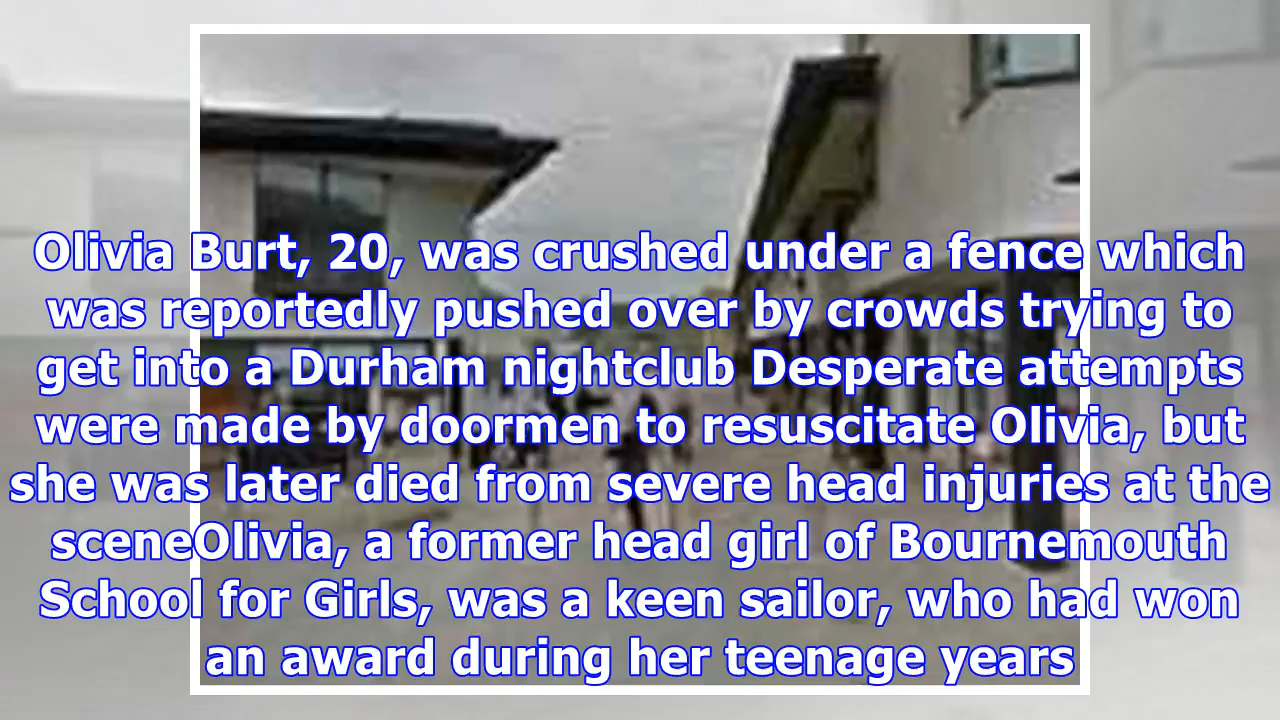 Olivia Burt, 20, was crushed under a fence which
was reportedly pushed over by crowds trying to
get into a Durham nightclub Desperate attempts
were made by doormen to resuscitate Olivia, but
she was later died from severe head injuries at the
sceneOlivia, a former head girl of Bournemouth
School for Girls, was a keen sailor, who had won
an award during her teenage years